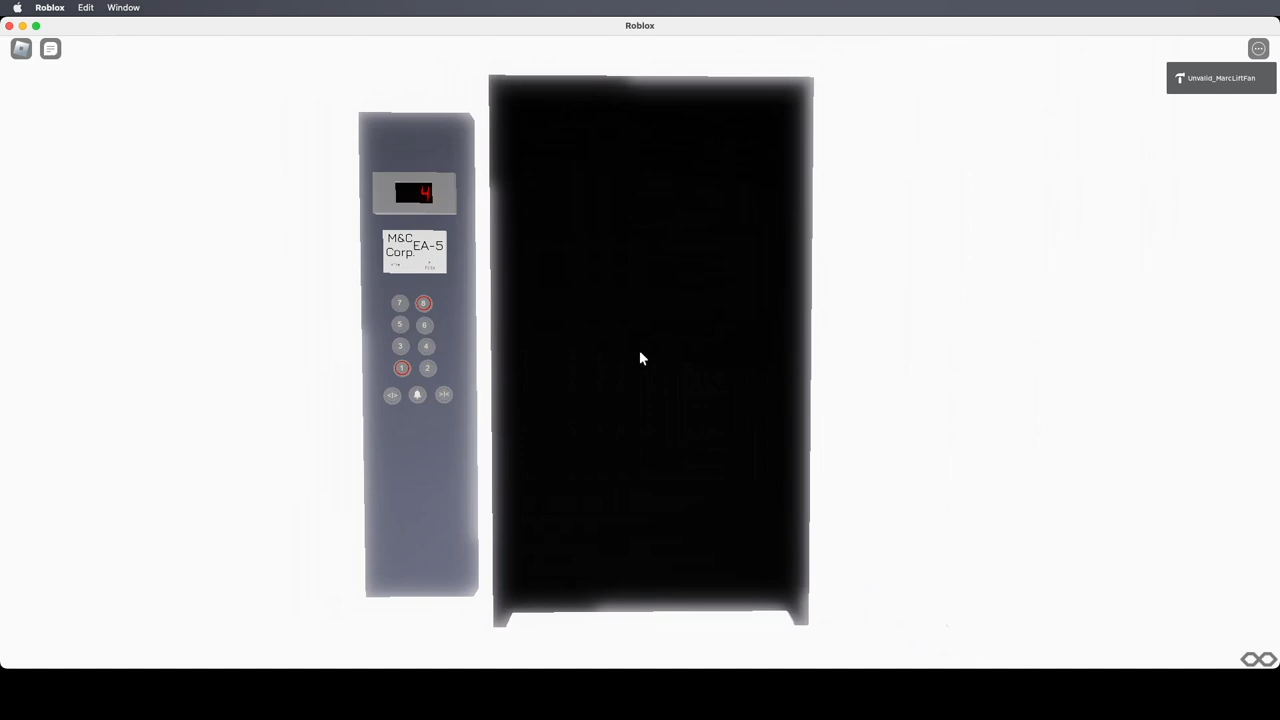 Roblox Edit Window
Roblox
Unvalid_MarcLiftFan
4
M&C
Corp. EA-5
7 8
5 6
3 4
1 2
<|> >|<